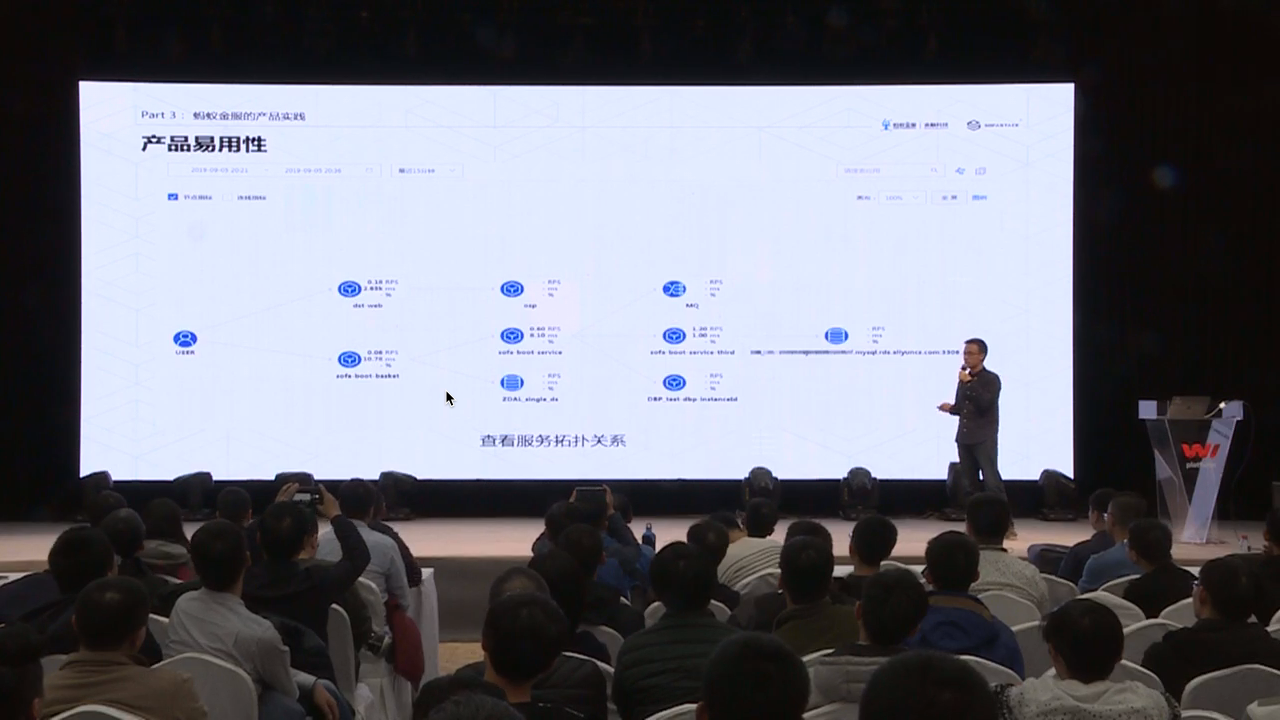 Part 3 : 蚂蚁金服的产品实践
产品易用性
2018-09-05 20:21 ~ 2018-09-05 20:36
最近15分钟
节点指标 连线指标
100%
全屏
图例
0.18 RPS
2.69k ms
%
dst-web
- RPS
- ms
- %
osp
- RPS
- ms
- %
MQ
USER
0.08 RPS
10.76 ms
%
sofa-boot-basket
0.60 RPS
6.10 ms
- %
sofa-boot-service
1.20 RPS
1.00 ms
- %
sofa-boot-service-third
- RPS
- ms
- %
.mysql.rds.aliyuncs.com:3306
- RPS
- ms
- %
ZDAL_single_ds
- RPS
- ms
- %
DBP_test-dbp-instanceId
查看服务拓扑关系